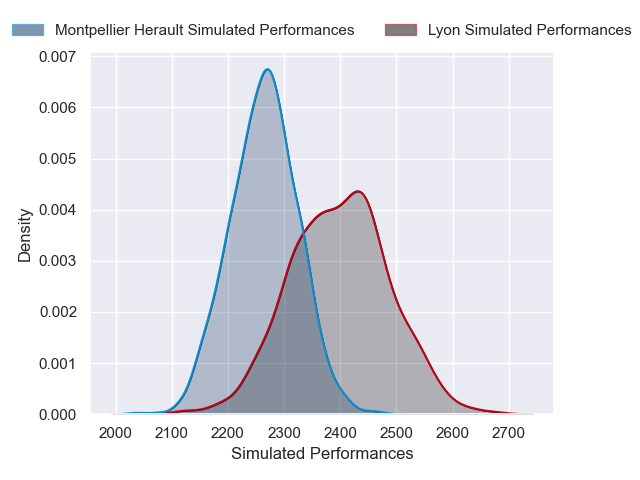 Montpellier Herault Simulated Performances Lyon Simulated Performances
0.007
0.006
0.005
0.004
0.003
0.002
0.001
0.000
Density
2000 2100 2200 2300 2400 2500 2600 2700
Simulated Performances